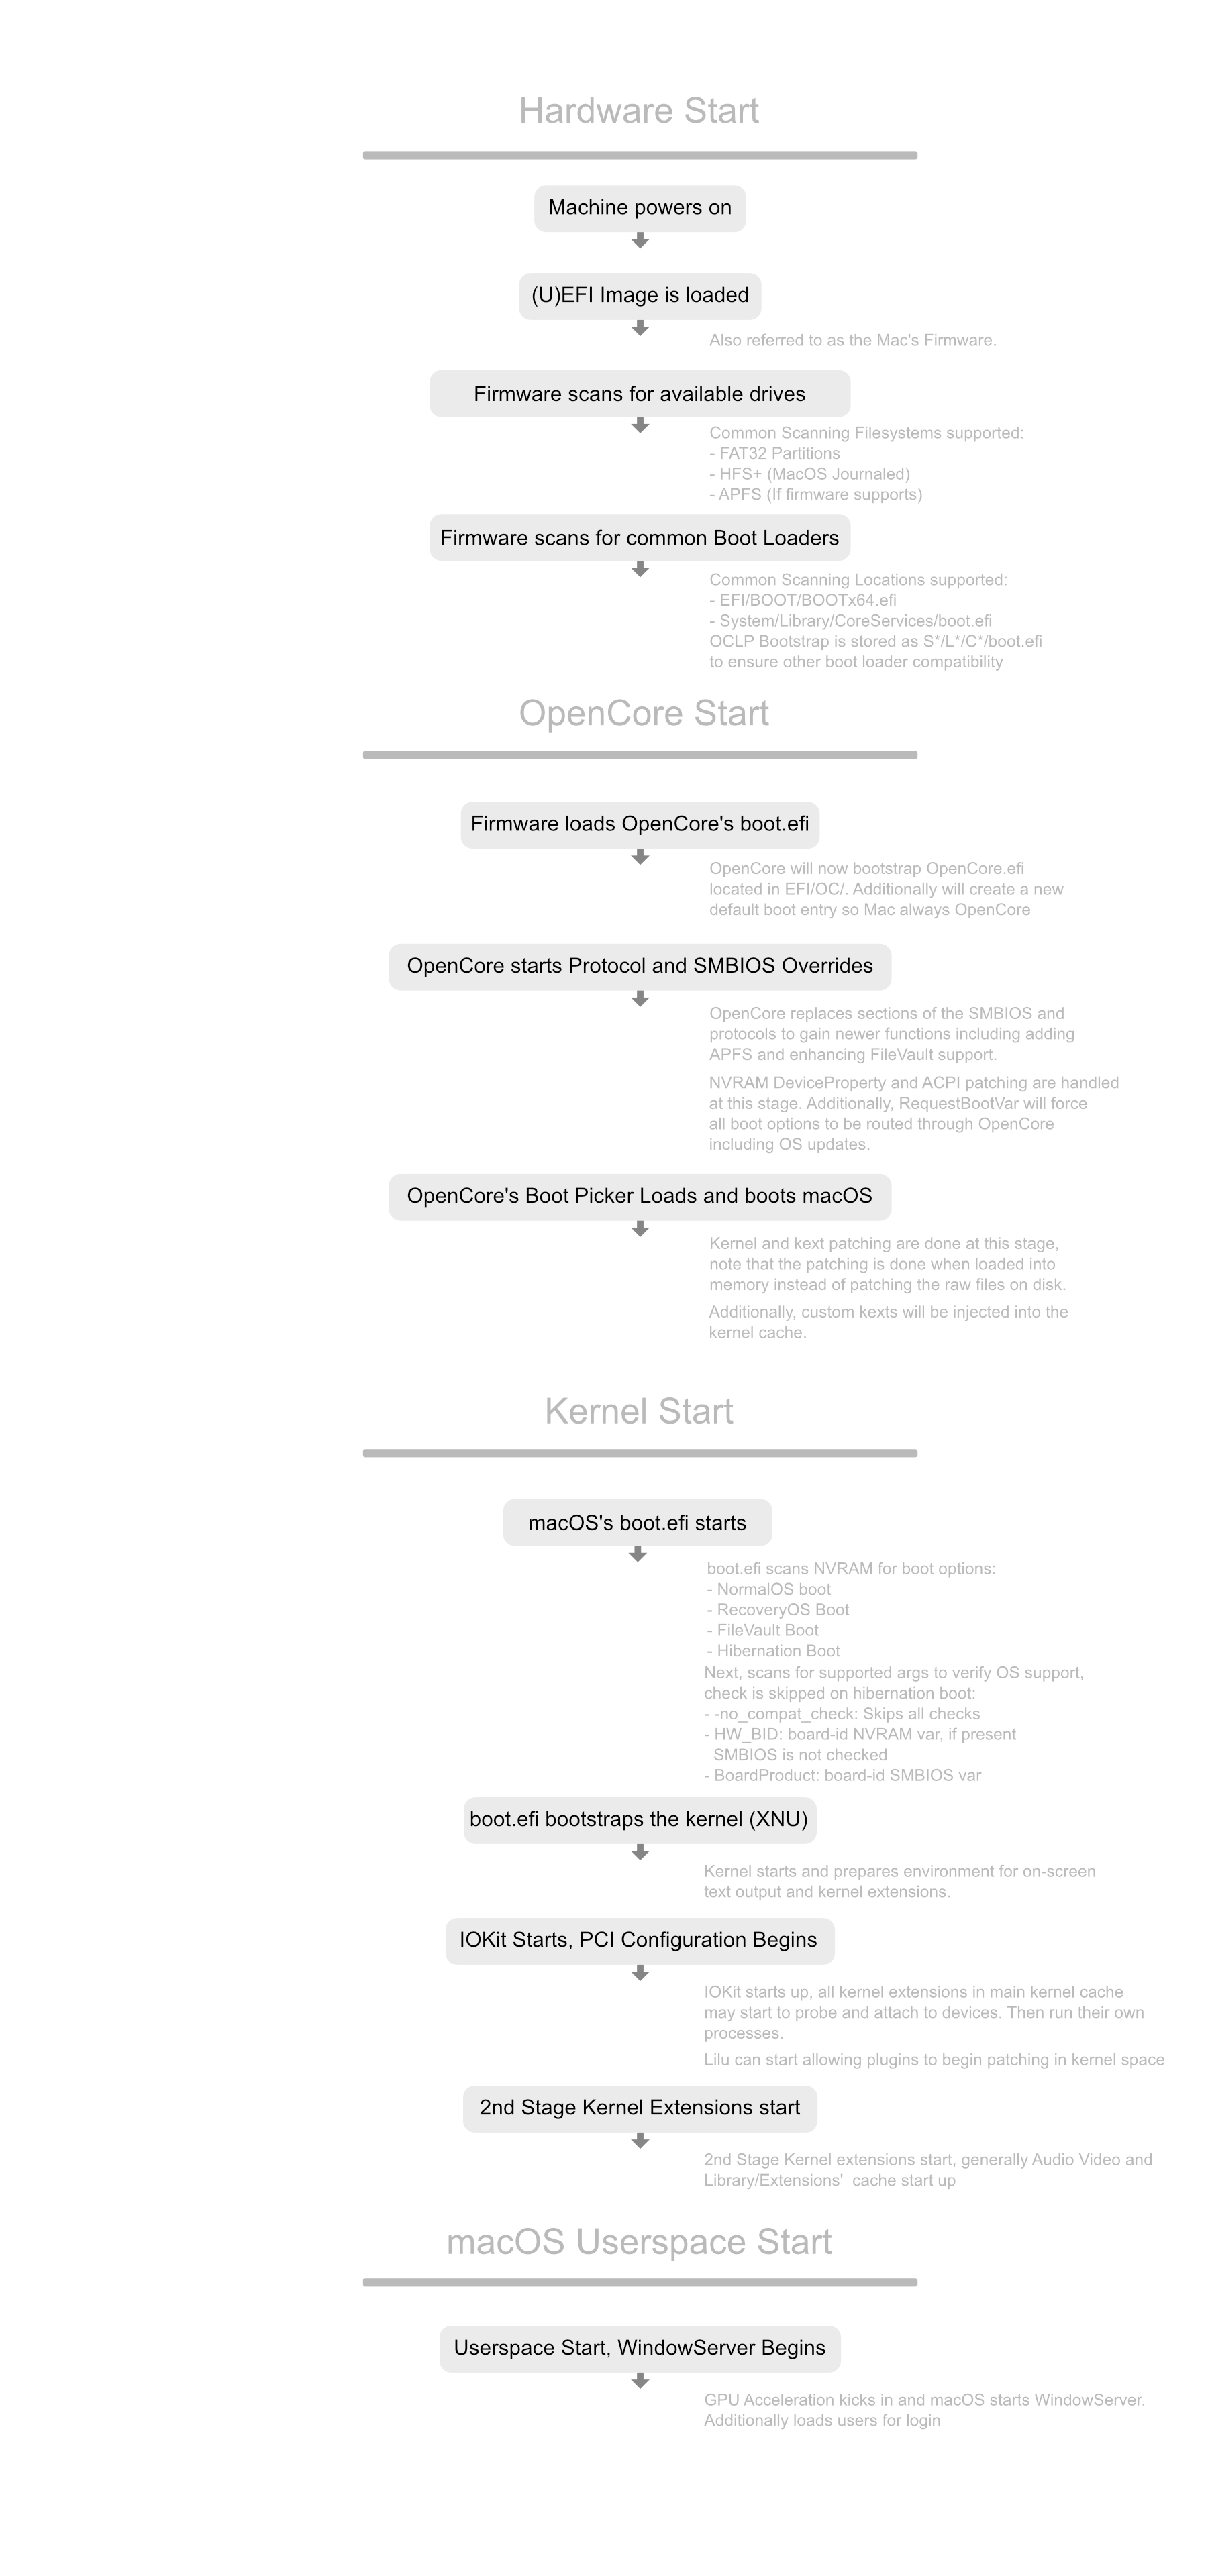 Hardware Start
Machine powers on
(U)EFI Image is loaded
Also referred to as the Mac's Firmware.
Firmware scans for available drives
Common Scanning Filesystems supported:
- FAT32 Partitions
- HFS+ (MacOS Journaled)
- APFS (If firmware supports)
Firmware scans for common Boot Loaders
Common Scanning Locations supported:
- EFI/BOOT/BOOTx64.efi
- System/Library/CoreServices/boot.efi
OCLP Bootstrap is stored as S*/L*/C*/boot.efi
to ensure other boot loader compatibility
OpenCore Start
Firmware loads OpenCore's boot.efi
OpenCore will now bootstrap OpenCore.efi
located in EFI/OC/. Additionally will create a new
default boot entry so Mac always OpenCore
OpenCore starts Protocol and SMBIOS Overrides
OpenCore replaces sections of the SMBIOS and
protocols to gain newer functions including adding
APFS and enhancing FileVault support.
NVRAM DeviceProperty and ACPI patching are handled
at this stage. Additionally, RequestBootVar will force
all boot options to be routed through OpenCore
including OS updates.
OpenCore's Boot Picker Loads and boots macOS
Kernel and kext patching are done at this stage,
note that the patching is done when loaded into
memory instead of patching the raw files on disk.
Additionally, custom kexts will be injected into the
kernel cache.
Kernel Start
macOS's boot.efi starts
boot.efi scans NVRAM for boot options:
- NormalOS boot
- RecoveryOS Boot
- FileVault Boot
- Hibernation Boot
Next, scans for supported args to verify OS support,
check is skipped on hibernation boot:
- -no_compat_check: Skips all checks
- HW_BID: board-id NVRAM var, if present
SMBIOS is not checked
- BoardProduct: board-id SMBIOS var
boot.efi bootstraps the kernel (XNU)
Kernel starts and prepares environment for on-screen
text output and kernel extensions.
IOKit Starts, PCI Configuration Begins
IOKit starts up, all kernel extensions in main kernel cache
may start to probe and attach to devices. Then run their own
processes.
Lilu can start allowing plugins to begin patching in kernel space
2nd Stage Kernel Extensions start
2nd Stage Kernel extensions start, generally Audio Video and
Library/Extensions' cache start up
macOS Userspace Start
Userspace Start, WindowServer Begins
GPU Acceleration kicks in and macOS starts WindowServer.
Additionally loads users for login